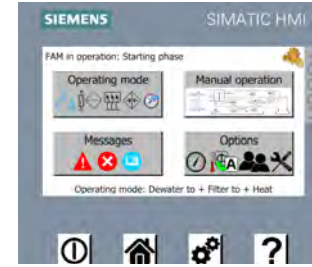 SIEMENS
SIMATIC HMI
FAM in operation: Starting phase
Operating mode
Manual operation
Messages
Options
A
Operating mode: Dewater to + Filter to + Heat
?